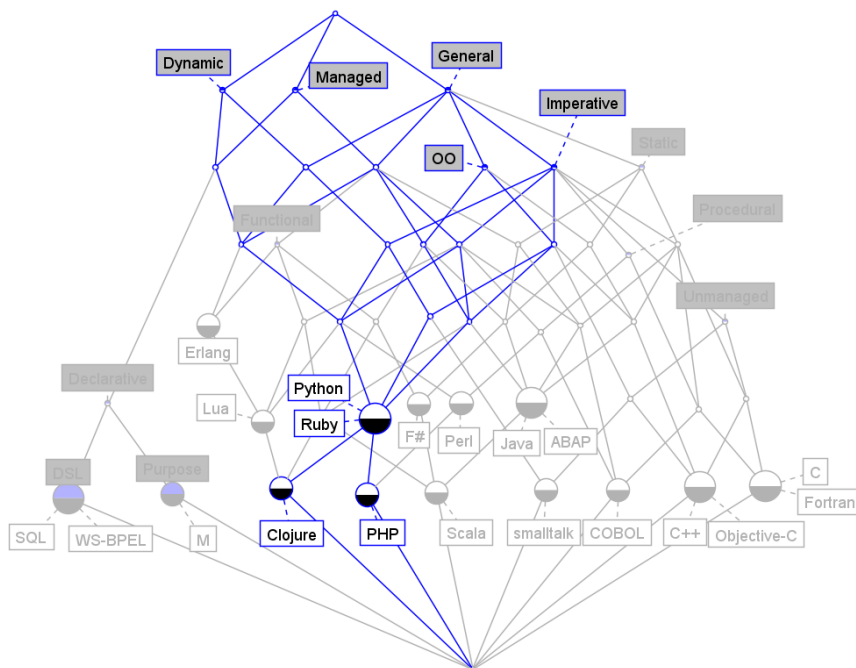 General
Dynamic
Managed
Imperative
Static
OO
Functional
Procedural
Unmanaged
Erlang
Declarative
Python
Lua
Ruby
F#
Perl
Java
ABAP
DSL
Purpose
C
Fortran
SQL
WS-BPEL
M
Clojure
PHP
Scala
smalltalk
COBOL
C++
Objective-C